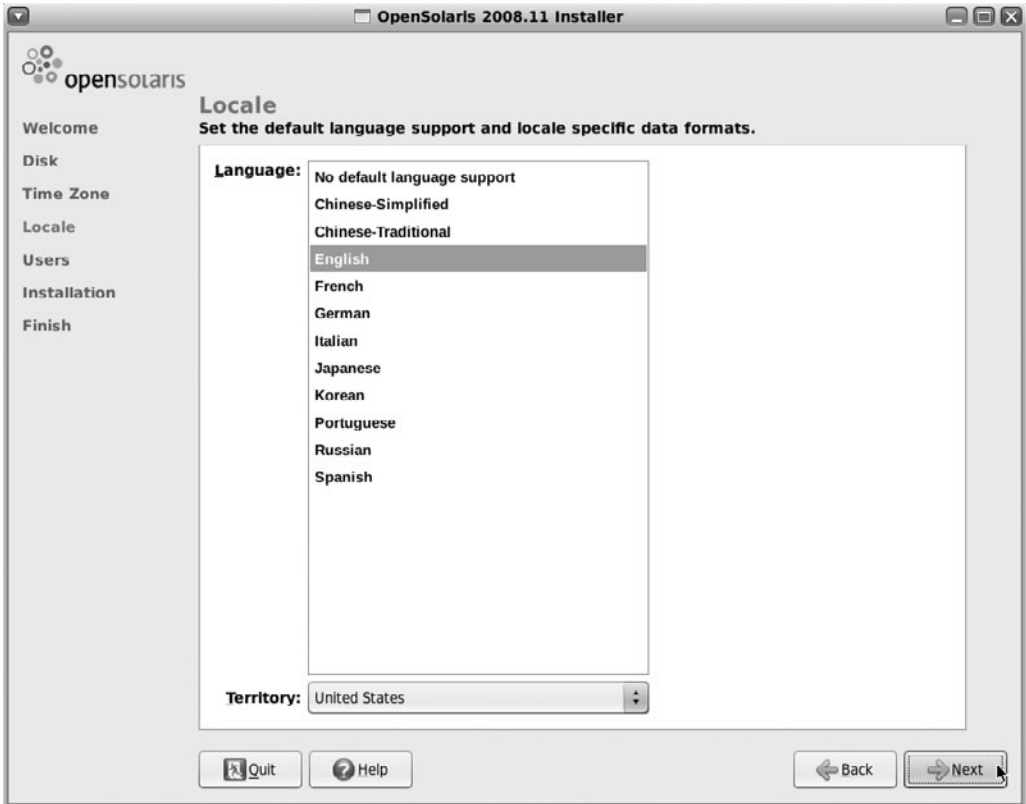 OpenSolaris 2008.11 Installer
opensolaris
Welcome
Disk
Time Zone
Locale
Users
Installation
Finish
Locale
Set the default language support and locale specific data formats.
Language:
No default language support
Chinese-Simplified
Chinese-Traditional
English
French
German
Italian
Japanese
Korean
Portuguese
Russian
Spanish
Territory: United States
Quit Help Back Next